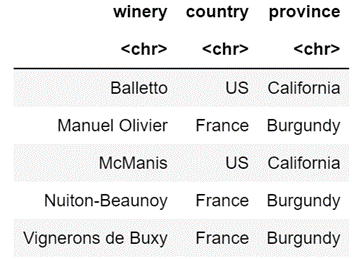 winery country province
<chr> <chr> <chr>
Balletto US California
Manuel Olivier France Burgundy
McManis US California
Nuiton-Beaunoy France Burgundy
Vignerons de Buxy France Burgundy